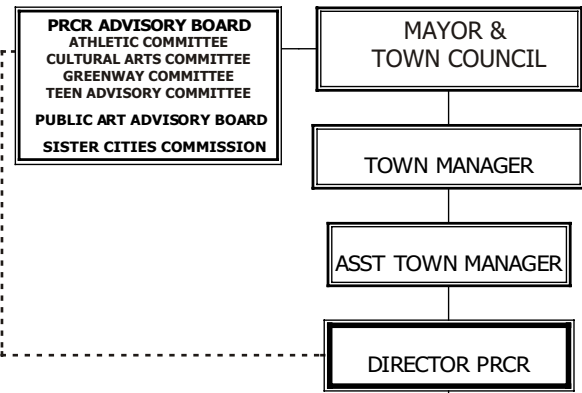 PRCR ADVISORY BOARD
ATHLETIC COMMITTEE
CULTURAL ARTS COMMITTEE
GREENWAY COMMITTEE
TEEN ADVISORY COMMITTEE
PUBLIC ART ADVISORY BOARD
SISTER CITIES COMMISSION
MAYOR &
TOWN COUNCIL
TOWN MANAGER
ASST TOWN MANAGER
DIRECTOR PRCR